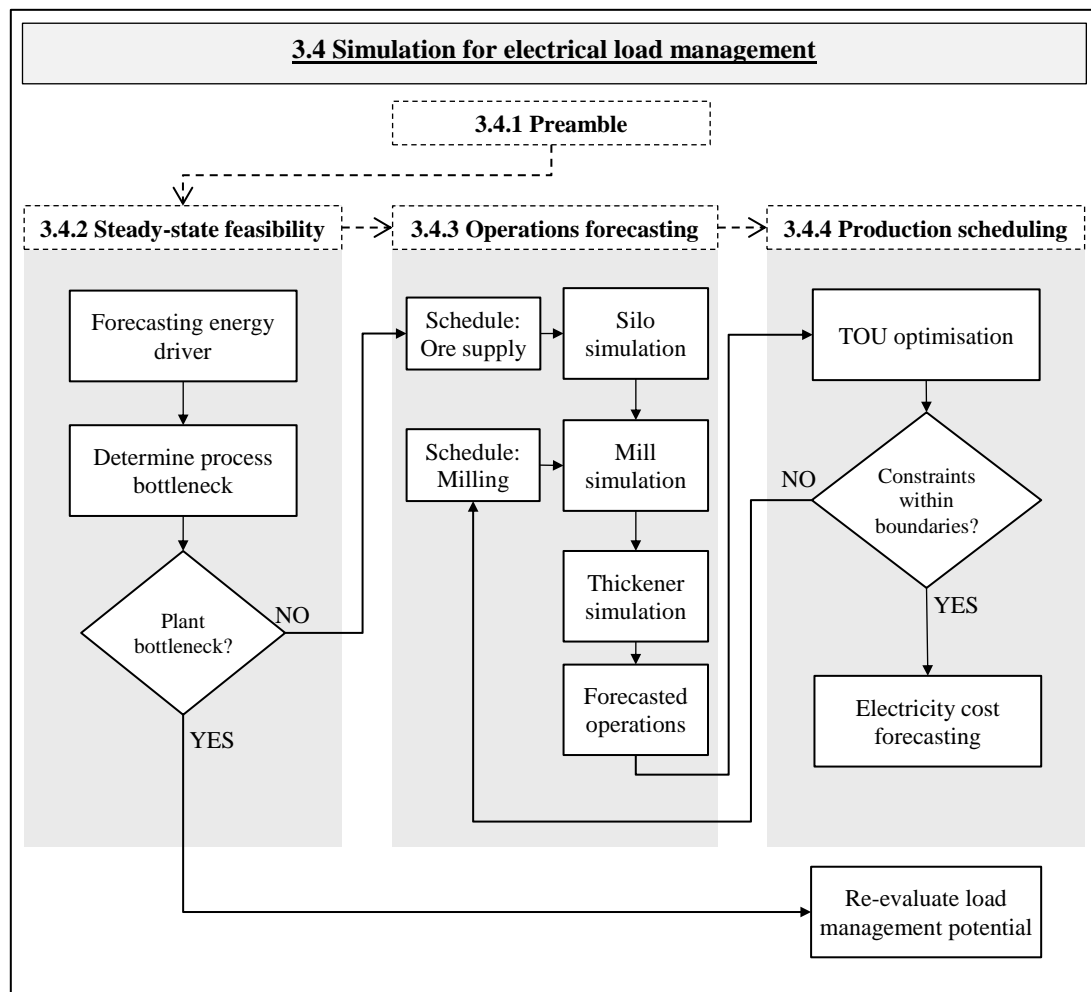 3.4 Simulation for electrical load management
3.4.1 Preamble
3.4.2 Steady-state feasibility
3.4.3 Operations forecasting
3.4.4 Production scheduling
Forecasting energy
driver
Determine process
bottleneck
Plant
bottleneck?
NO
YES
Schedule:
Ore supply
Silo
simulation
Schedule:
Milling
Mill
simulation
Thickener
simulation
Forecasted
operations
TOU optimisation
Constraints
within
boundaries?
NO
YES
Electricity cost
forecasting
Re-evaluate load
management potential